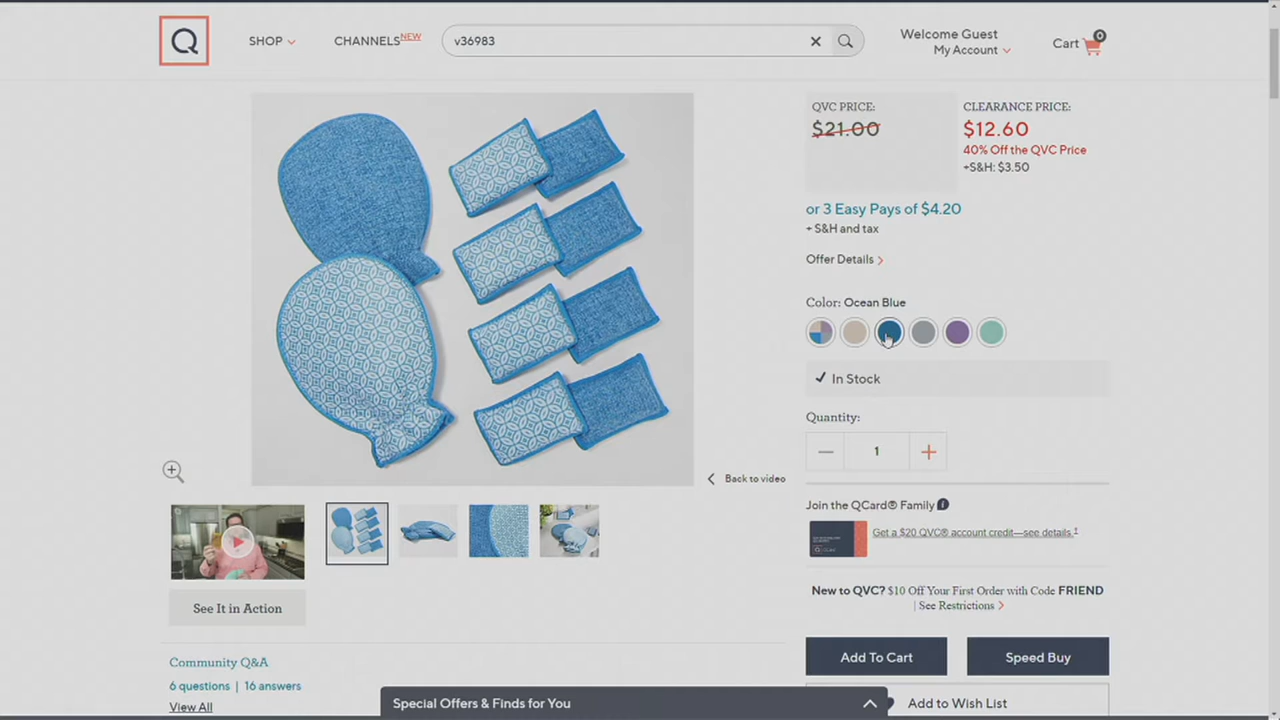 Q
SHOP
CHANNELS NEW
v36983
Welcome Guest
My Account
Cart 0
QVC PRICE:
$21.00
CLEARANCE PRICE:
$12.60
40% Off the QVC Price
+S&H: $3.50
or 3 Easy Pays of $4.20
+ S&H and tax
Offer Details
Color: Ocean Blue
In Stock
Quantity:
1
Back to video
Join the QCard® Family
Get a $20 QVC® account credit—see details.‡
New to QVC? $10 Off Your First Order with Code FRIEND
| See Restrictions
See It in Action
Add To Cart
Speed Buy
Community Q&A
6 questions | 16 answers
View All
Special Offers & Finds for You
Add to Wish List